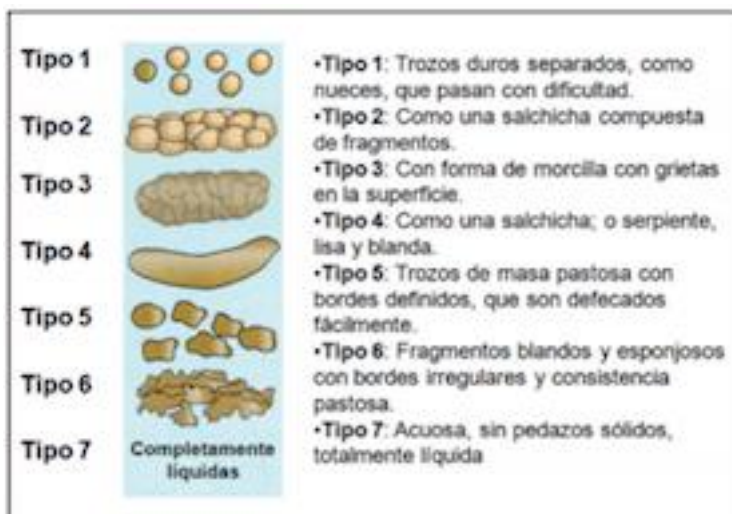 Tipo 1
Tipo 2
Tipo 3
Tipo 4
Tipo 5
Tipo 6
Tipo 7
Completamente
líquidas
•Tipo 1: Trozos duros separados, como
nueces, que pasan con dificultad.
•Tipo 2: Como una salchicha compuesta
de fragmentos.
•Tipo 3: Con forma de morcilla con grietas
en la superficie.
•Tipo 4: Como una salchicha; o serpiente,
lisa y blanda.
•Tipo 5: Trozos de masa pastosa con
bordes definidos, que son defecados
fácilmente.
•Tipo 6: Fragmentos blandos y esponjosos
con bordes irregulares y consistencia
pastosa.
•Tipo 7: Acuosa, sin pedazos sólidos,
totalmente líquida